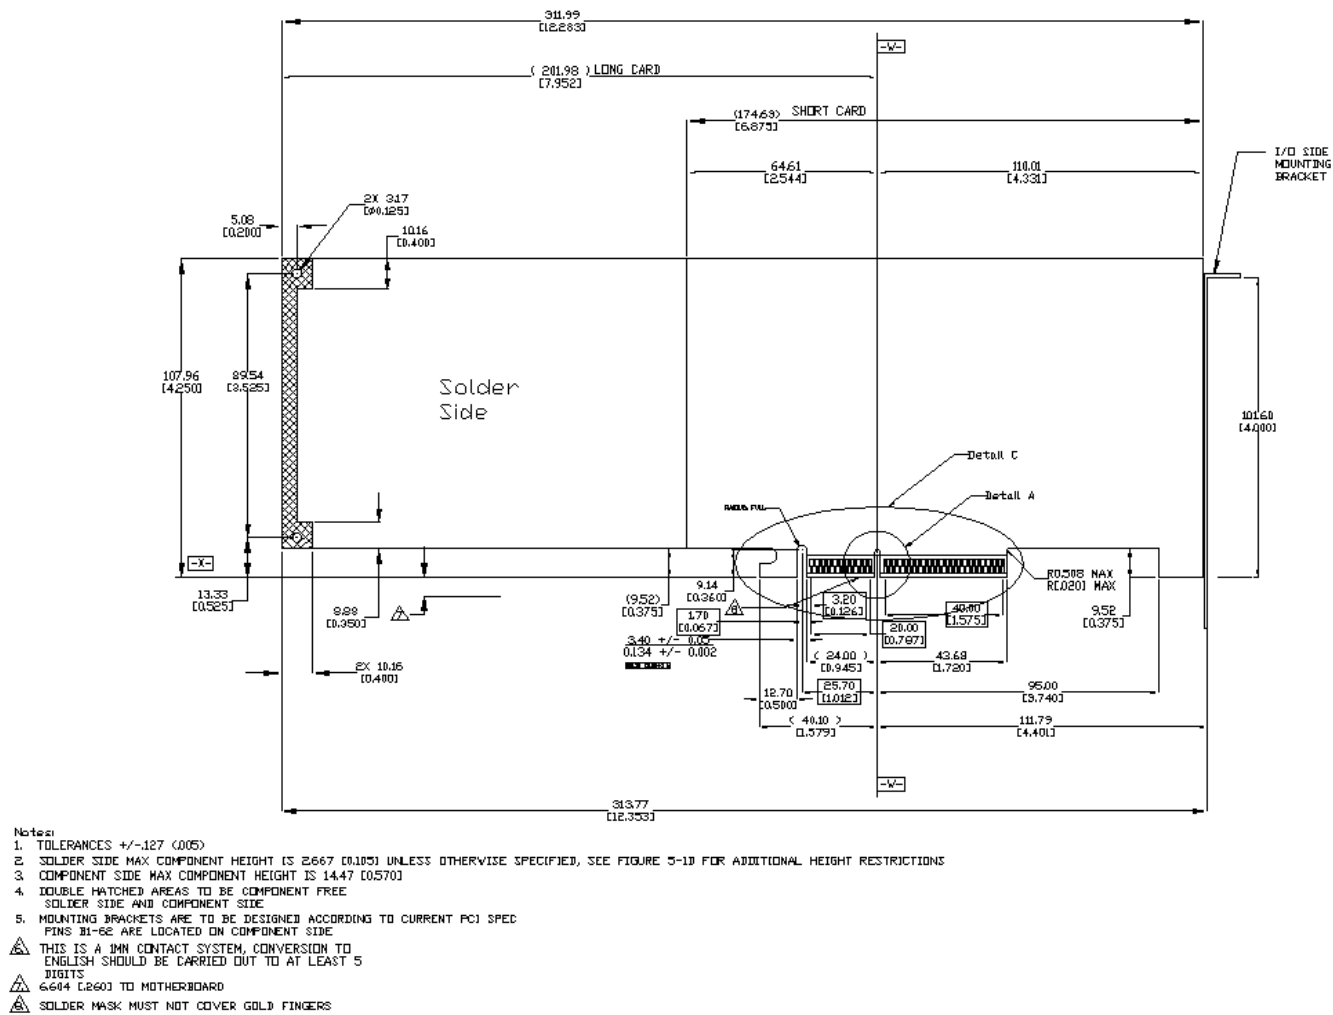 311.99
[12.283]
-W-
( 201.98 ) LONG CARD
[7.952]
(174.63) SHORT CARD
[6.875]
I/O SIDE
MOUNTING
BRACKET
64.61
[2.544]
110.01
[4.331]
2X 3.17
[ø0.125]
5.08
[0.200]
10.16
[0.400]
107.96
[4.250]
89.54
[3.525]
Solder
Side
101.60
[4.000]
Detail C
Detail A
RADIUS FULL
-X-
13.33
[0.525]
8.88
[0.350]
7
(9.52)
[0.375]
9.14
[0.360]
8
1.70
[0.067]
3.40 +/- 0.05
0.134 +/- 0.002
3.20
[0.126]
20.00
[0.787]
40.00
[1.575]
R0.508 MAX
R[.020] MAX
9.52
[0.375]
2X 10.16
[0.400]
( 24.00 )
[0.945]
43.68
[1.720]
12.70
[0.500]
25.70
[1.012]
95.00
[3.740]
( 40.10 )
[1.579]
111.79
[4.401]
-W-
313.77
[12.353]
Notes:
1. TOLERANCES +/-.127 (.005)
2. SOLDER SIDE MAX COMPONENT HEIGHT IS 2.667 [0.105] UNLESS OTHERWISE SPECIFIED, SEE FIGURE 5-10 FOR ADDITIONAL HEIGHT RESTRICTIONS
3. COMPONENT SIDE MAX COMPONENT HEIGHT IS 14.47 [0.570]
4. DOUBLE HATCHED AREAS TO BE COMPONENT FREE
SOLDER SIDE AND COMPONENT SIDE
5. MOUNTING BRACKETS ARE TO BE DESIGNED ACCORDING TO CURRENT PCI SPEC
PINS B1-62 ARE LOCATED ON COMPONENT SIDE
6 THIS IS A 1MM CONTACT SYSTEM, CONVERSION TO
ENGLISH SHOULD BE CARRIED OUT TO AT LEAST 5
DIGITS
7 6.604 [.260] TO MOTHERBOARD
8 SOLDER MASK MUST NOT COVER GOLD FINGERS